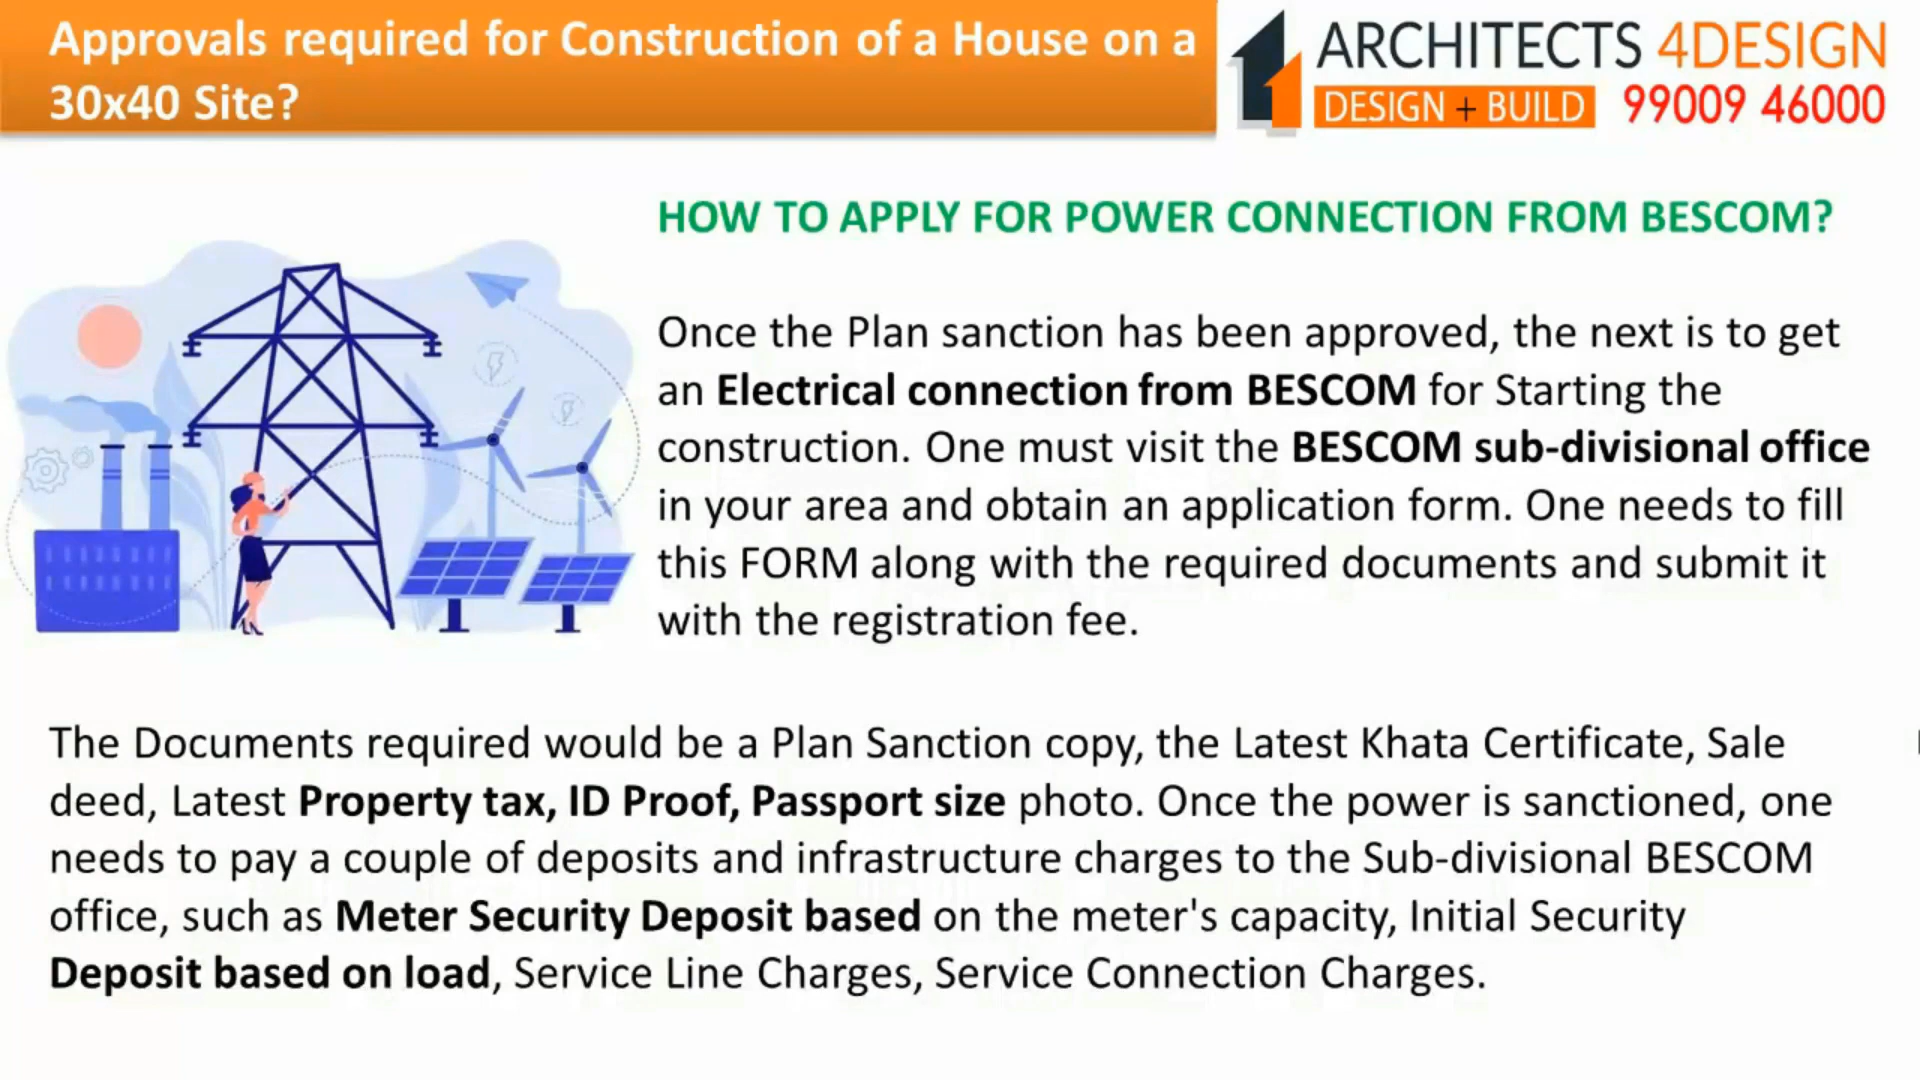 Approvals required for Construction of a House on a
30x40 Site?
ARCHITECTS 4DESIGN
DESIGN + BUILD 99009 46000
HOW TO APPLY FOR POWER CONNECTION FROM BESCOM?
Once the Plan sanction has been approved, the next is to get
an Electrical connection from BESCOM for Starting the
construction. One must visit the BESCOM sub-divisional office
in your area and obtain an application form. One needs to fill
this FORM along with the required documents and submit it
with the registration fee.
The Documents required would be a Plan Sanction copy, the Latest Khata Certificate, Sale
deed, Latest Property tax, ID Proof, Passport size photo. Once the power is sanctioned, one
needs to pay a couple of deposits and infrastructure charges to the Sub-divisional BESCOM
office, such as Meter Security Deposit based on the meter's capacity, Initial Security
Deposit based on load, Service Line Charges, Service Connection Charges.